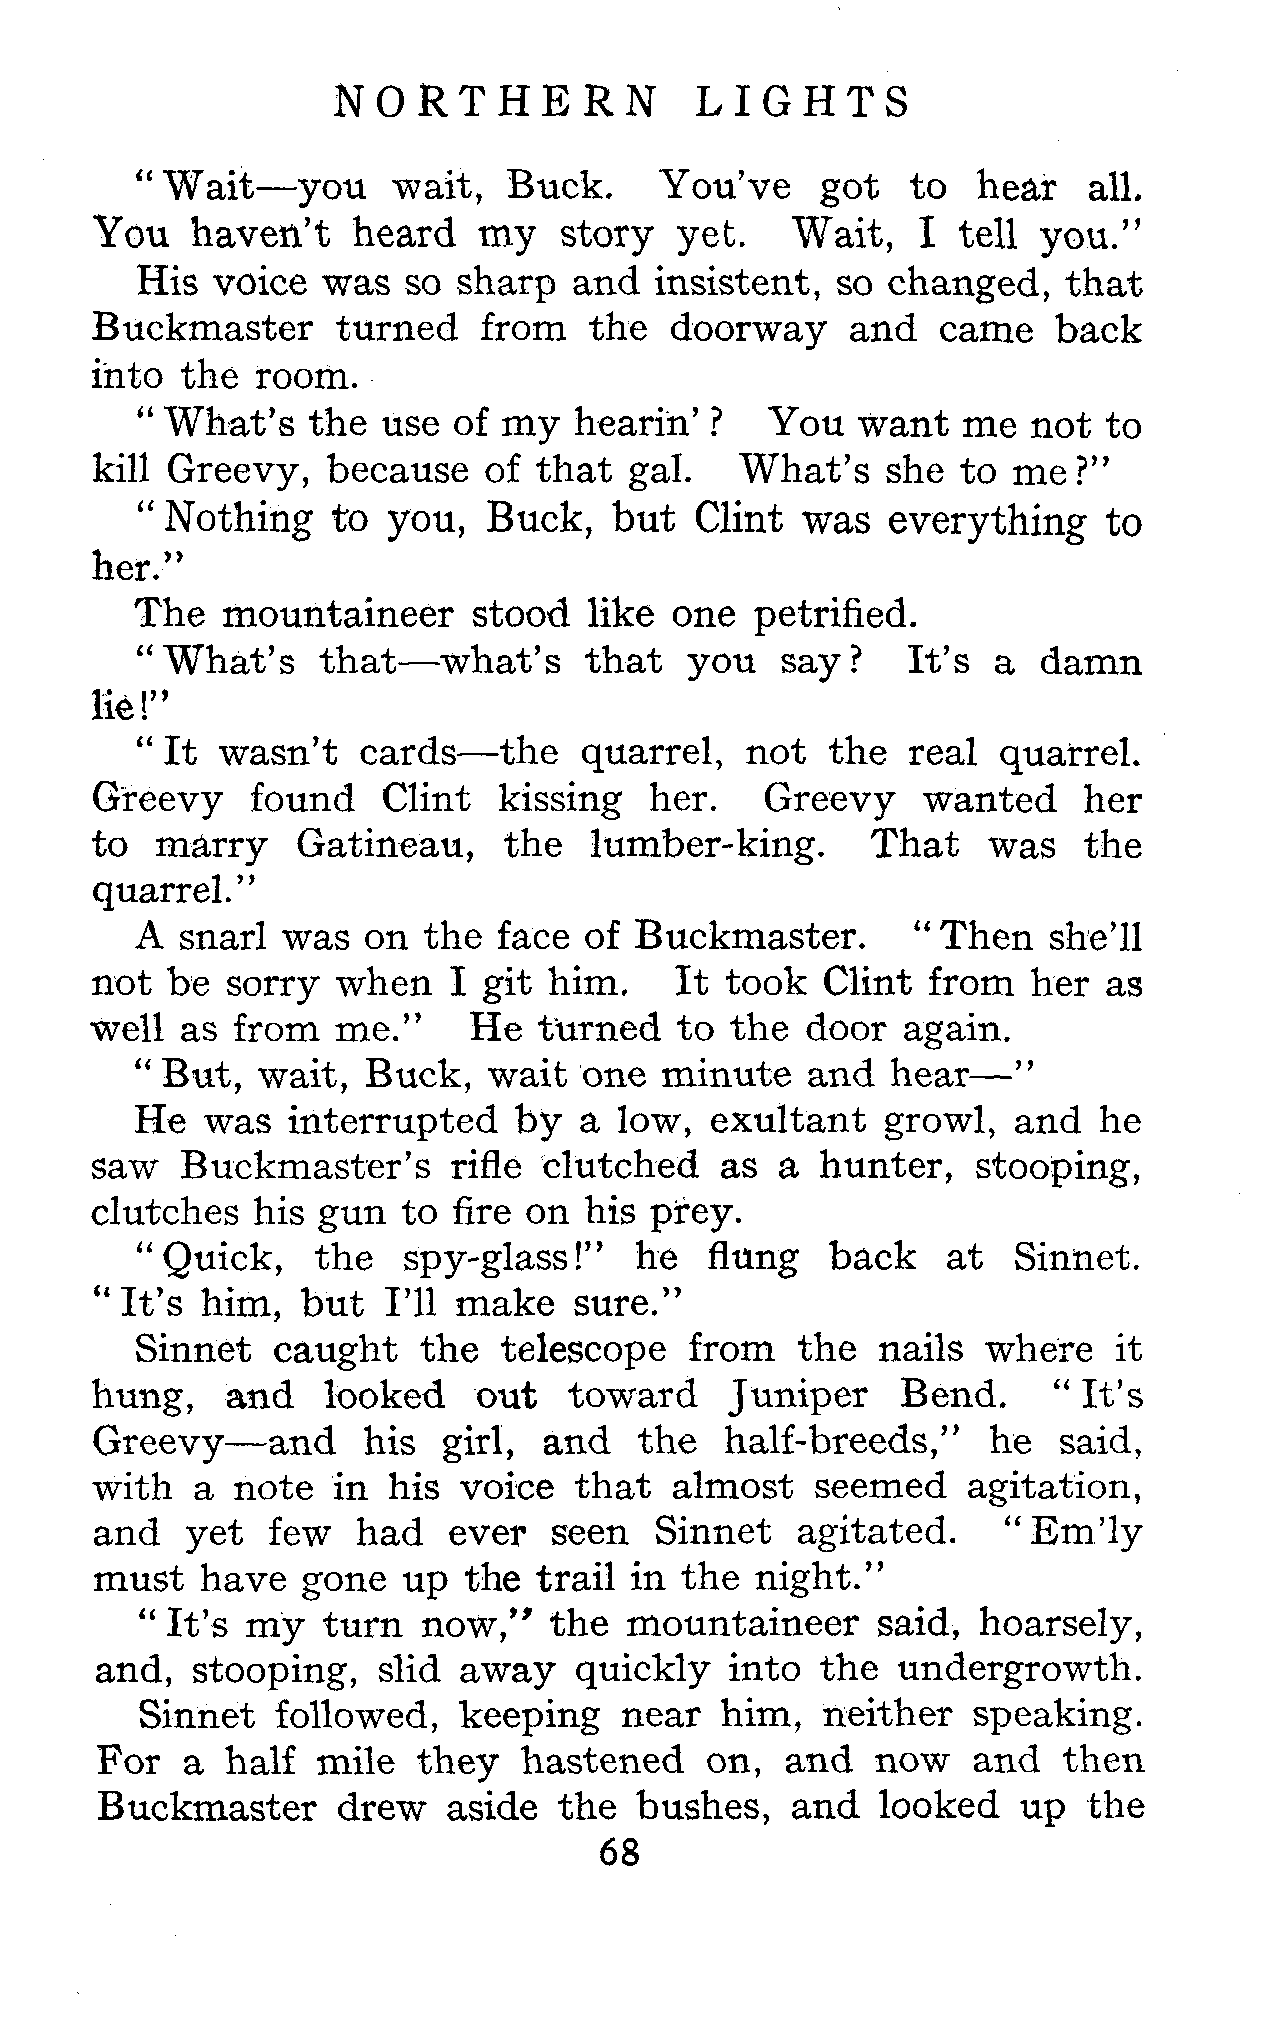 NORTHERN LIGHTS
"Wait—you wait, Buck. You've got to hear all.
You haven't heard my story yet. Wait, I tell you."
His voice was so sharp and insistent, so changed, that
Buckmaster turned from the doorway and came back
into the room.
"What's the use of my hearin'? You want me not to
kill Greevy, because of that gal. What's she to me?"
"Nothing to you, Buck, but Clint was everything to
her."
The mountaineer stood like one petrified.
"What's that—what's that you say? It's a damn
lie!"
"It wasn't cards—the quarrel, not the real quarrel.
Greevy found Clint kissing her. Greevy wanted her
to marry Gatineau, the lumber-king. That was the
quarrel."
A snarl was on the face of Buckmaster. "Then she'll
not be sorry when I git him. It took Clint from her as
well as from me." He turned to the door again.
"But, wait, Buck, wait one minute and hear—"
He was interrupted by a low, exultant growl, and he
saw Buckmaster's rifle clutched as a hunter, stooping,
clutches his gun to fire on his prey.
"Quick, the spy-glass!" he flung back at Sinnet.
"It's him, but I'll make sure."
Sinnet caught the telescope from the nails where it
hung, and looked out toward Juniper Bend. "It's
Greevy—and his girl, and the half-breeds," he said,
with a note in his voice that almost seemed agitation,
and yet few had ever seen Sinnet agitated. "Em'ly
must have gone up the trail in the night."
"It's my turn now," the mountaineer said, hoarsely,
and, stooping, slid away quickly into the undergrowth.
Sinnet followed, keeping near him, neither speaking.
For a half mile they hastened on, and now and then
Buckmaster drew aside the bushes, and looked up the
68